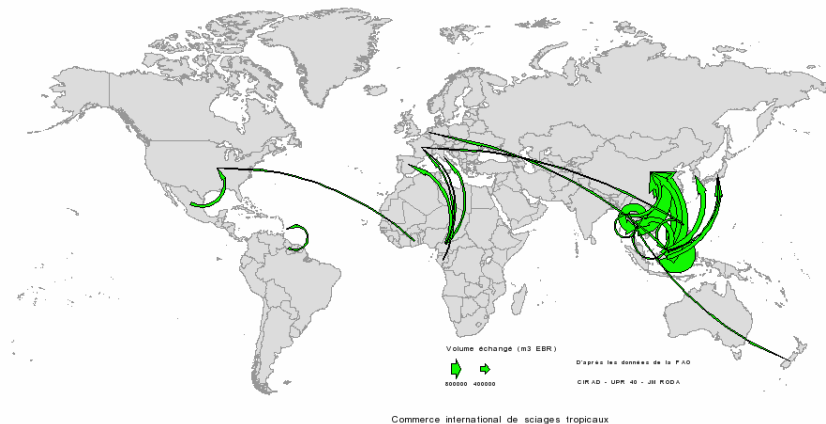 Volume échangé (m3 EBR)
800000 400000
D'après les données de la FAO
CIRAD - UPR 40 - JM RODA
Commerce international de sciages tropicaux